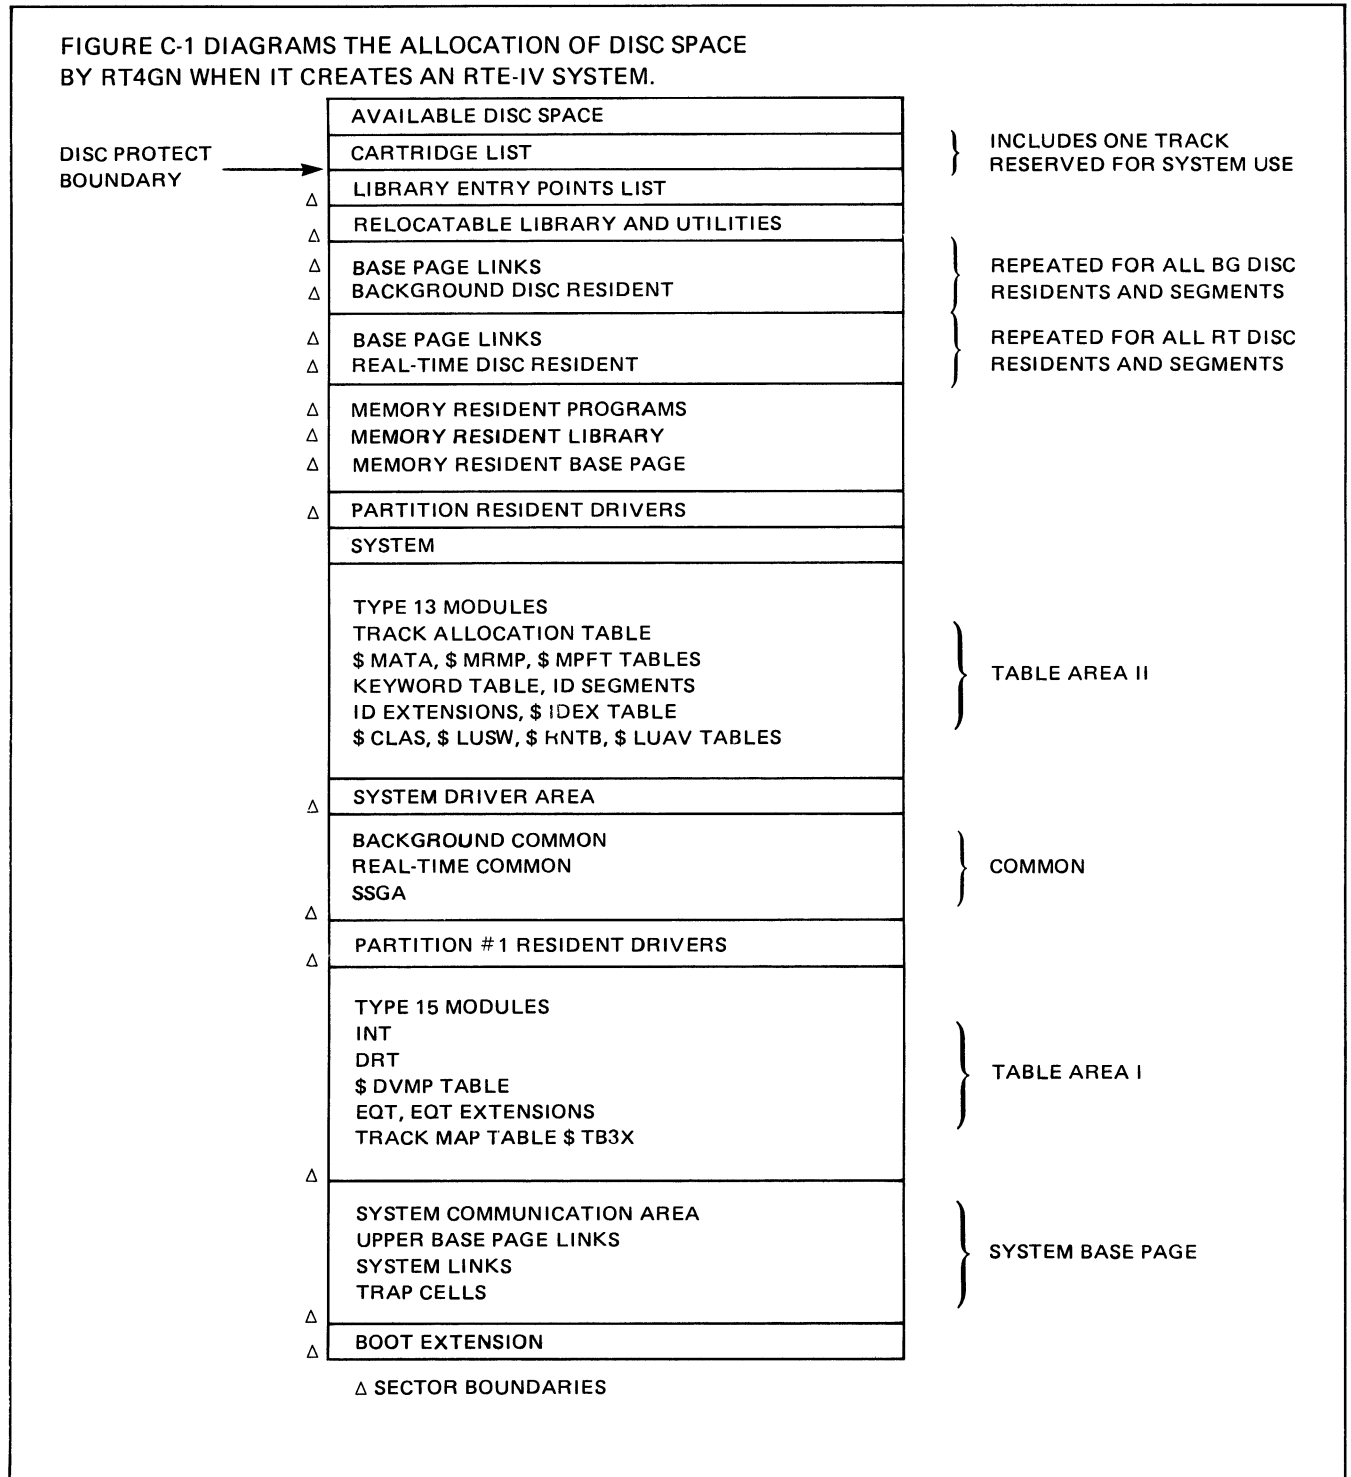 FIGURE C-1 DIAGRAMS THE ALLOCATION OF DISC SPACE
BY RT4GN WHEN IT CREATES AN RTE-IV SYSTEM.
AVAILABLE DISC SPACE
DISC PROTECT
BOUNDARY
CARTRIDGE LIST
INCLUDES ONE TRACK
RESERVED FOR SYSTEM USE
Δ LIBRARY ENTRY POINTS LIST
Δ RELOCATABLE LIBRARY AND UTILITIES
Δ BASE PAGE LINKS
Δ BACKGROUND DISC RESIDENT
REPEATED FOR ALL BG DISC
RESIDENTS AND SEGMENTS
Δ BASE PAGE LINKS
Δ REAL-TIME DISC RESIDENT
REPEATED FOR ALL RT DISC
RESIDENTS AND SEGMENTS
Δ MEMORY RESIDENT PROGRAMS
Δ MEMORY RESIDENT LIBRARY
Δ MEMORY RESIDENT BASE PAGE
Δ PARTITION RESIDENT DRIVERS
SYSTEM
TYPE 13 MODULES
TRACK ALLOCATION TABLE
$ MATA, $ MRMP, $ MPFT TABLES
KEYWORD TABLE, ID SEGMENTS
ID EXTENSIONS, $ IDEX TABLE
$ CLAS, $ LUSW, $ RNTB, $ LUAV TABLES
TABLE AREA II
Δ SYSTEM DRIVER AREA
BACKGROUND COMMON
REAL-TIME COMMON
SSGA
Δ
COMMON
PARTITION #1 RESIDENT DRIVERS
Δ
TYPE 15 MODULES
INT
DRT
$ DVMP TABLE
EQT, EQT EXTENSIONS
TRACK MAP TABLE $ TB3X
Δ
TABLE AREA I
SYSTEM COMMUNICATION AREA
UPPER BASE PAGE LINKS
SYSTEM LINKS
TRAP CELLS
Δ
SYSTEM BASE PAGE
Δ BOOT EXTENSION
Δ SECTOR BOUNDARIES